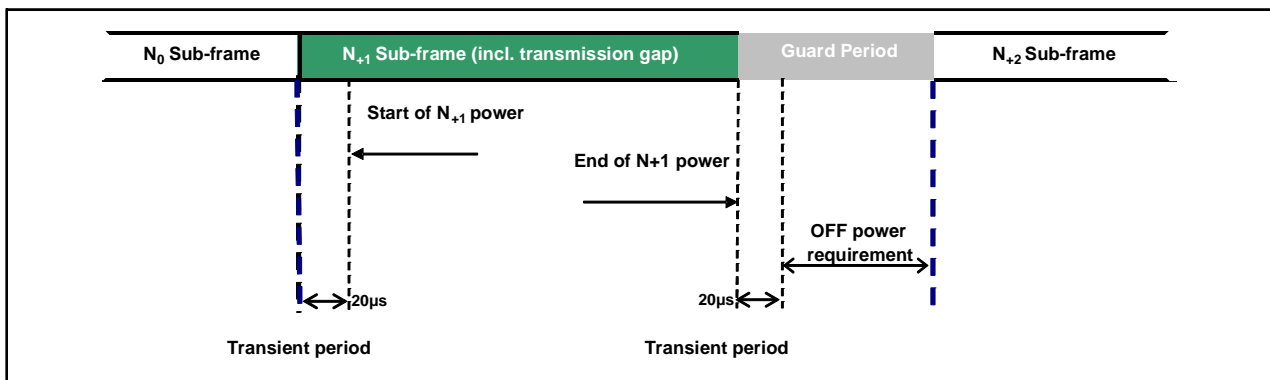 N0 Sub-frame
N+1 Sub-frame (incl. transmission gap)
Guard Period
N+2 Sub-frame
Start of N+1 power
End of N+1 power
OFF power
requirement
20µs
20µs
Transient period
Transient period